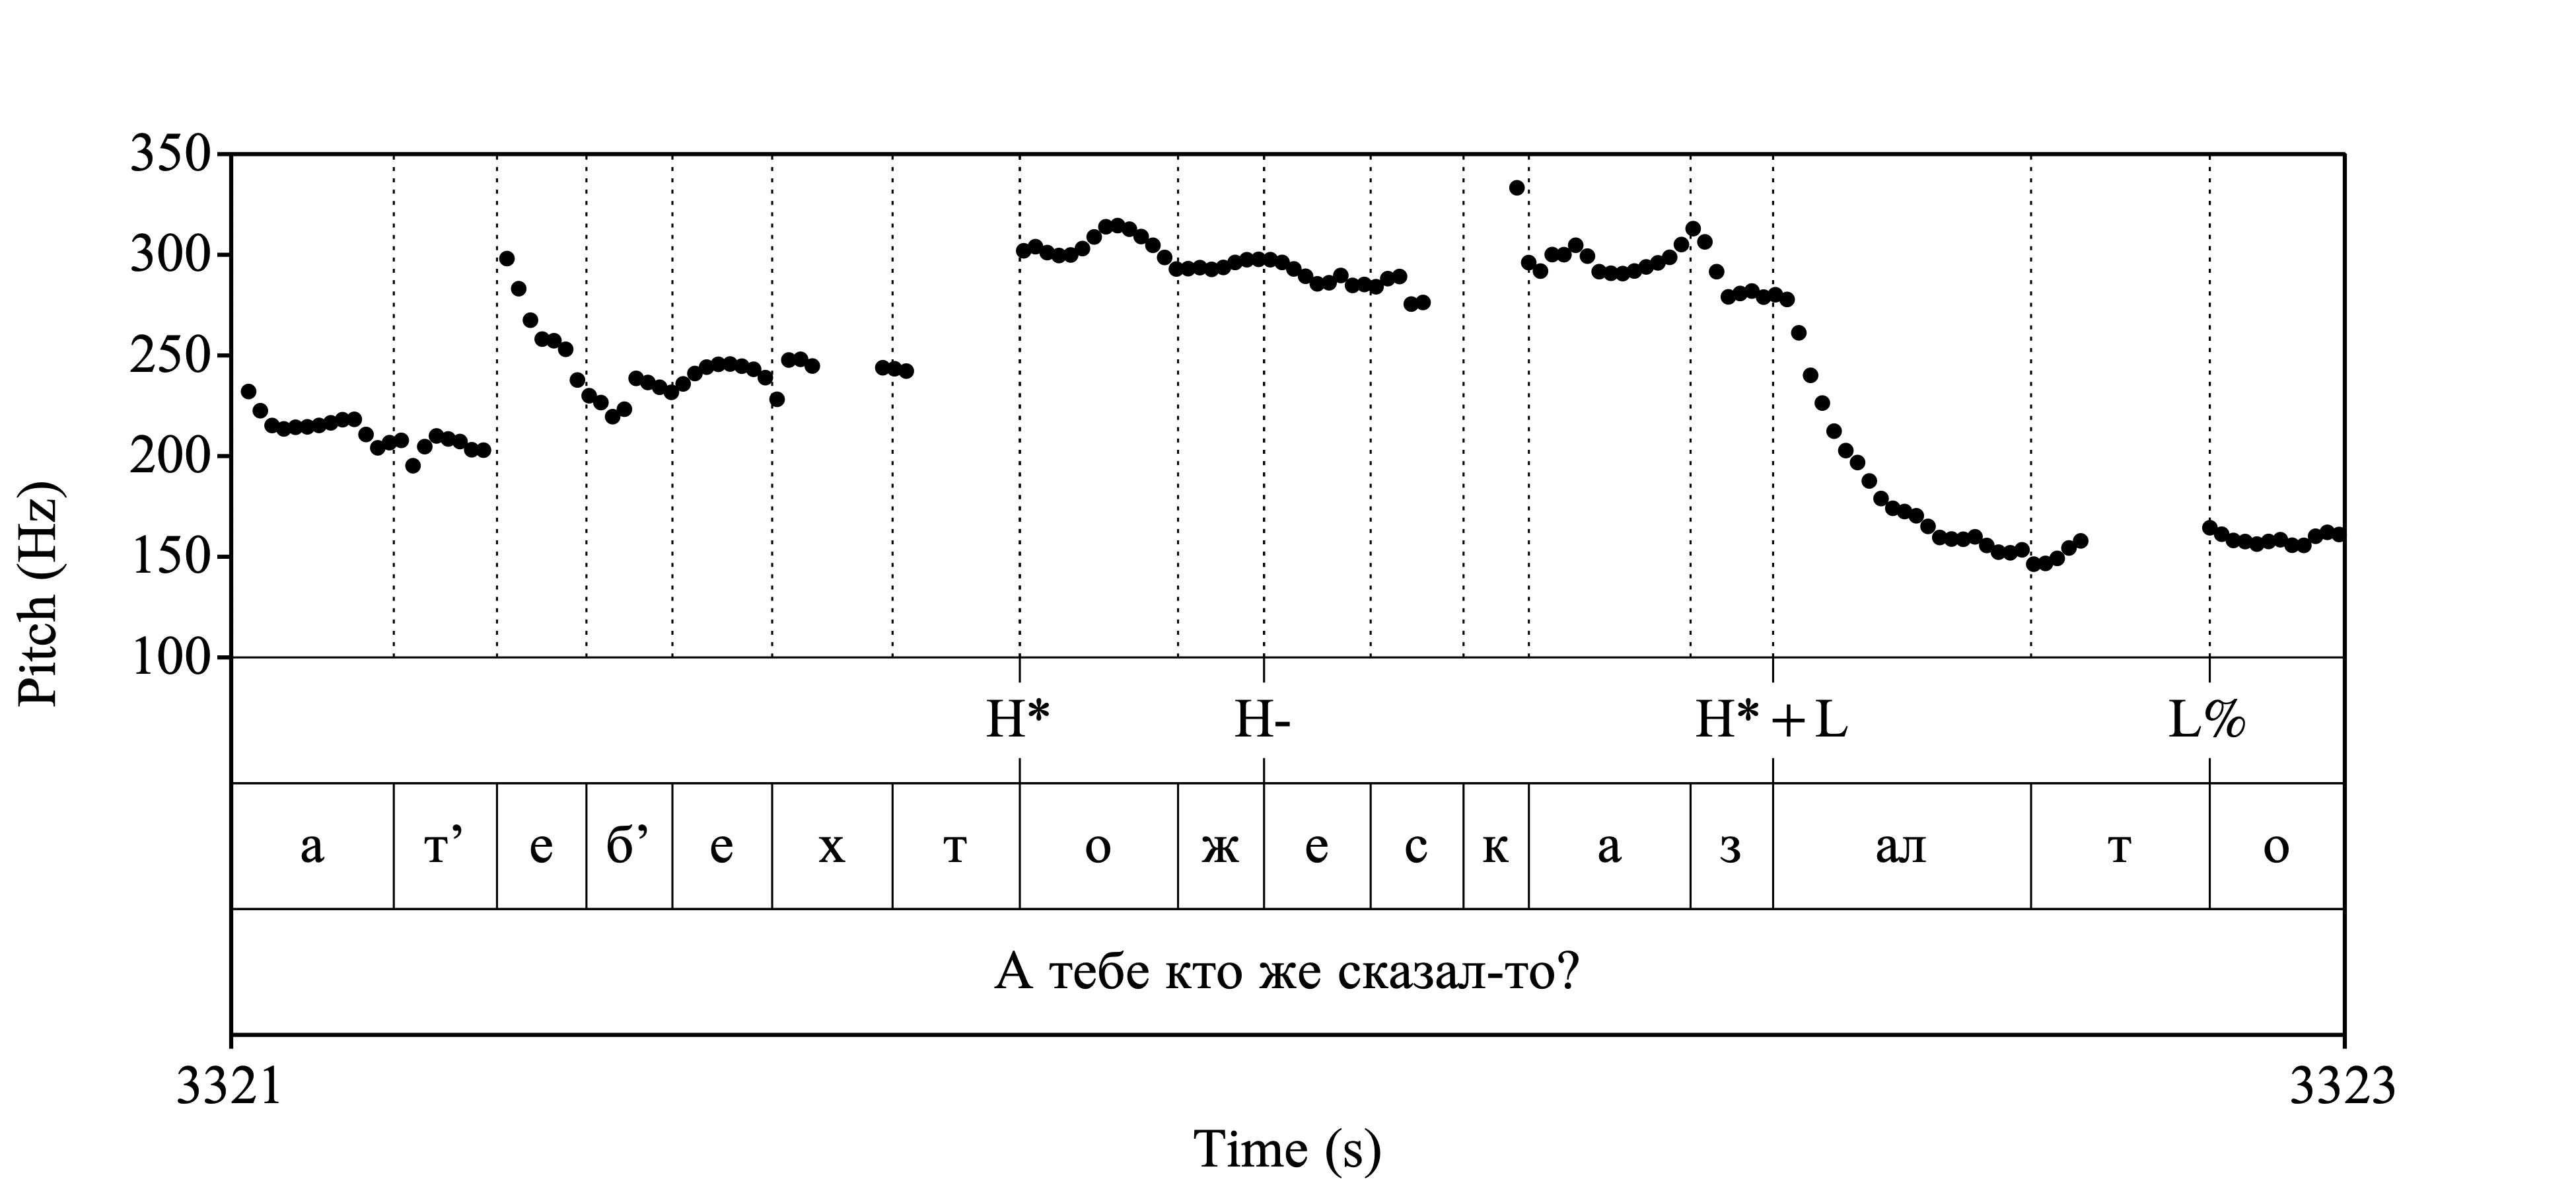 350
300
250
200
150
100
Pitch (Hz)
H* H- H*+L L%
а т’ е б’ е х т о ж е с к а з ал т о
А тебе кто же сказал-то?
3321 3323
Time (s)